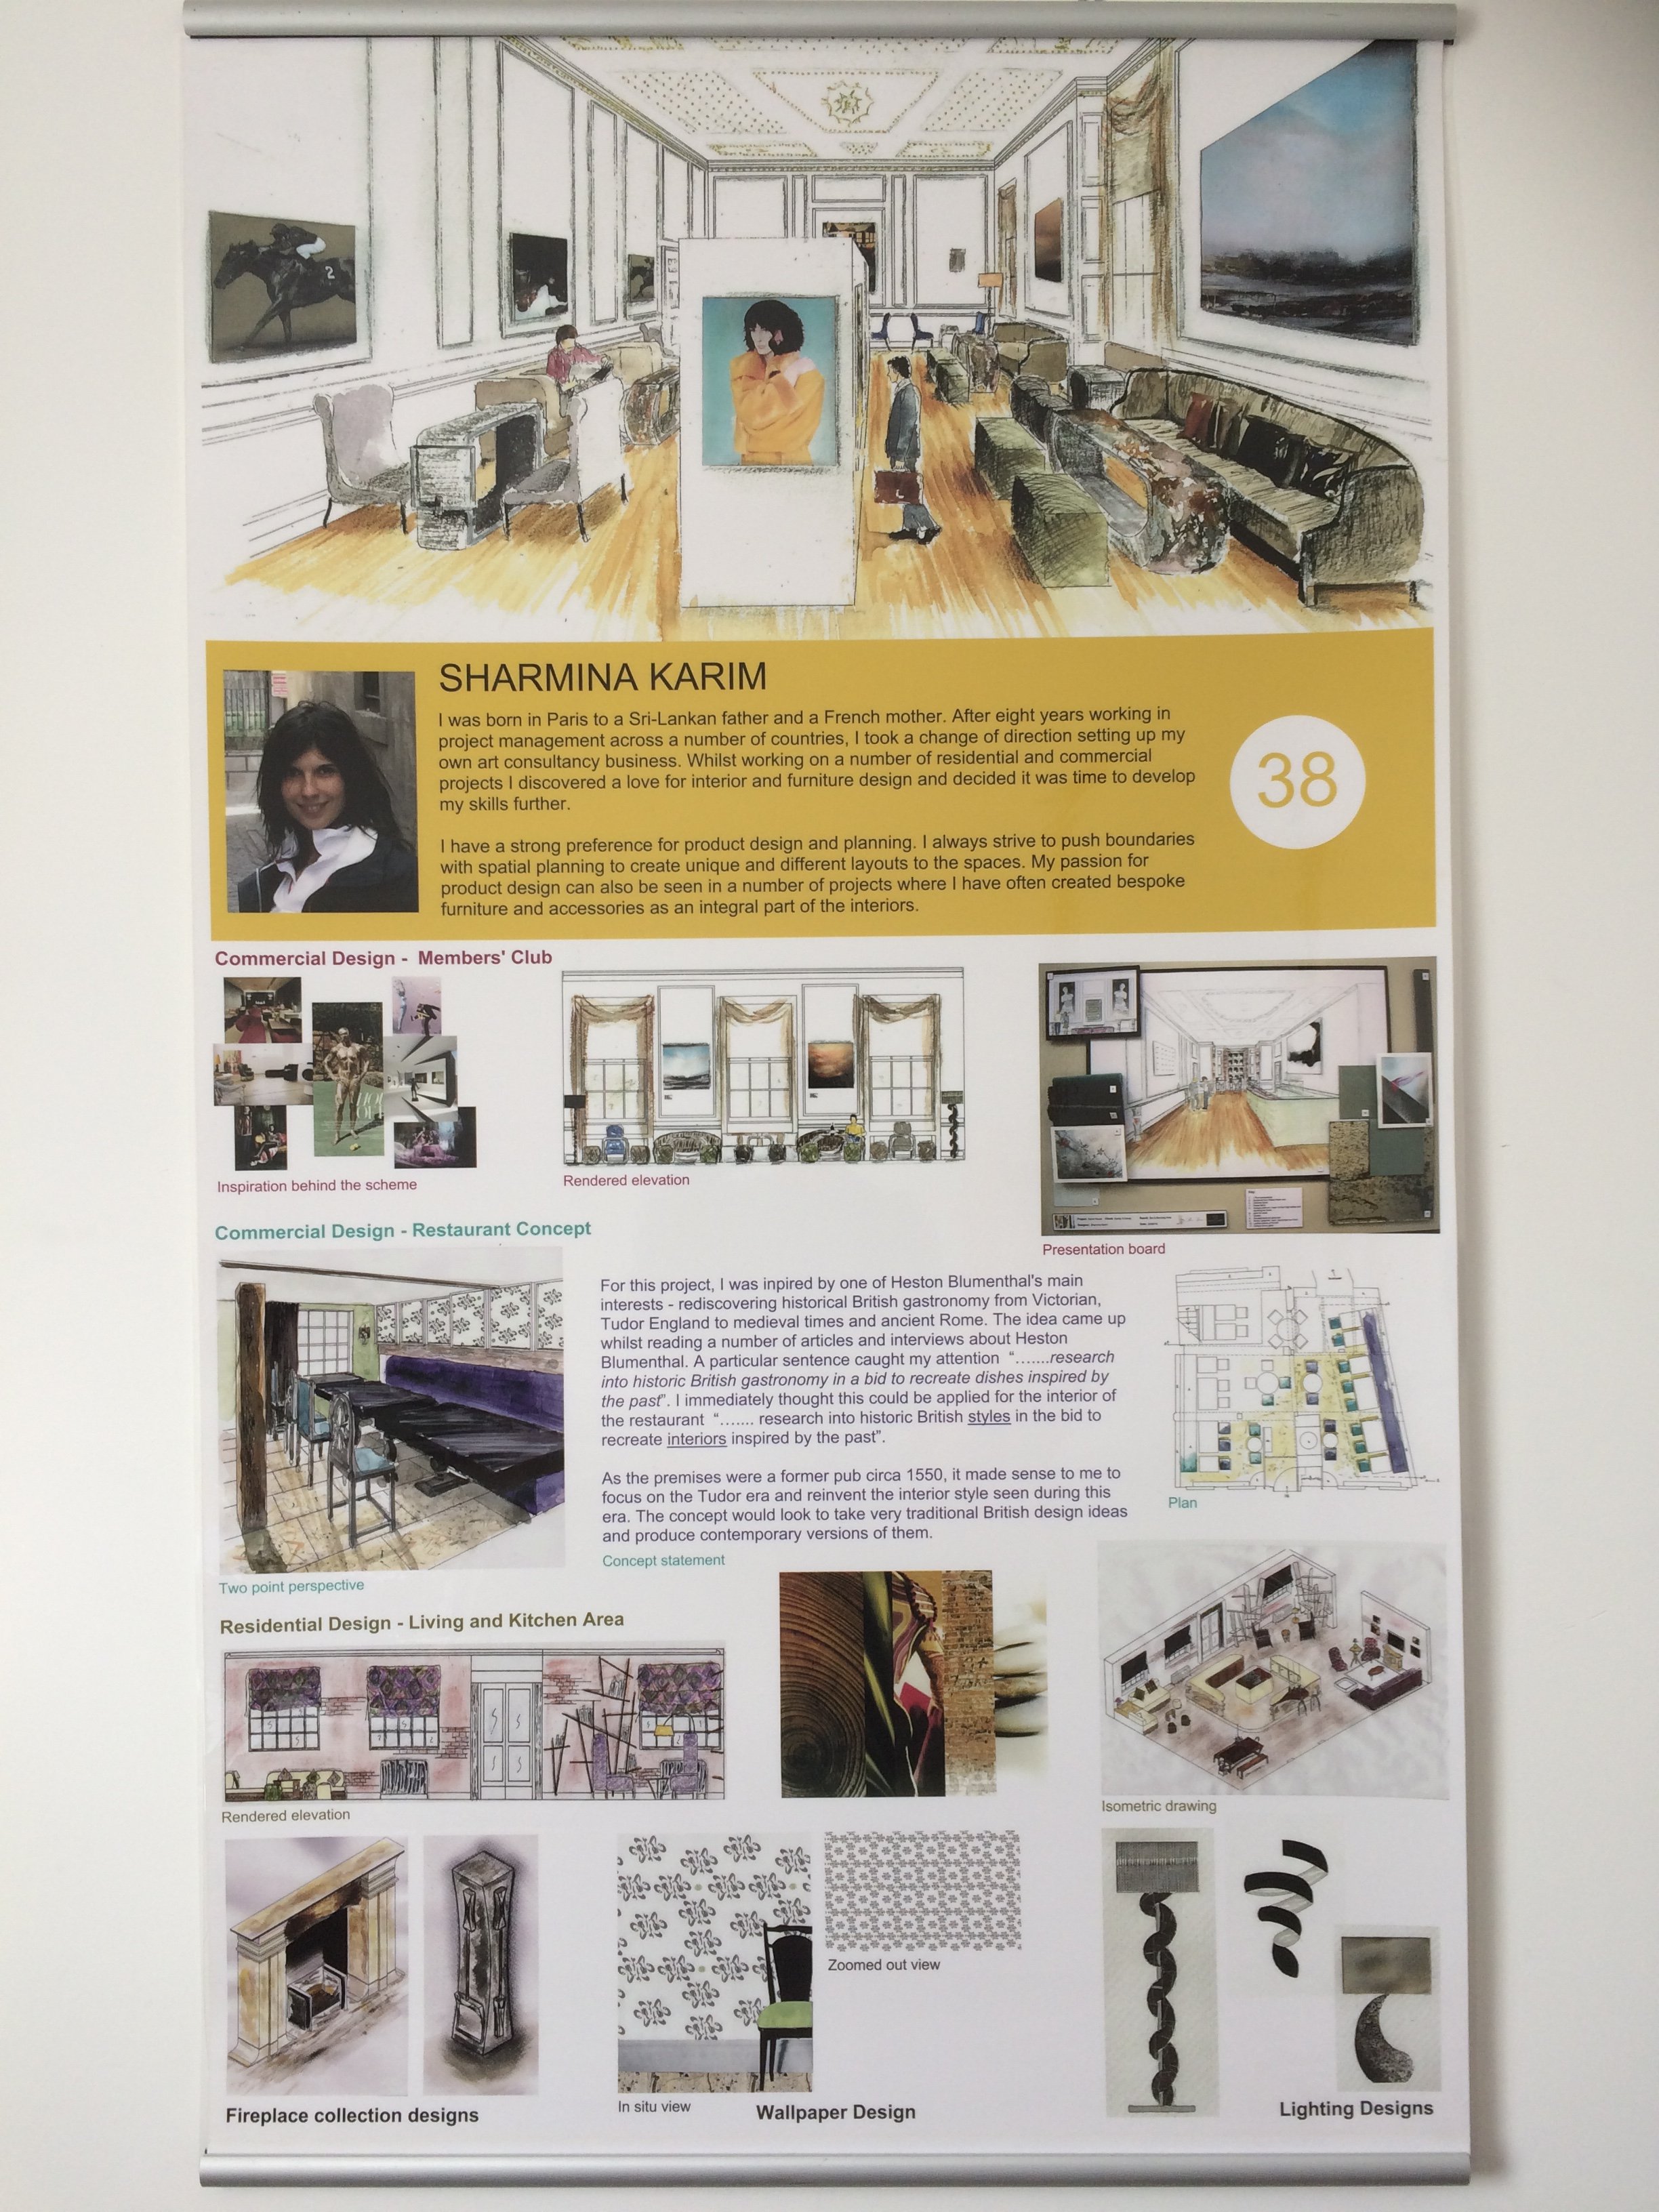 2
SHARMINA KARIM
I was born in Paris to a Sri-Lankan father and a French mother. After eight years working in
project management across a number of countries, I took a change of direction setting up my
own art consultancy business. Whilst working on a number of residential and commercial
projects I discovered a love for interior and furniture design and decided it was time to develop
my skills further.
I have a strong preference for product design and planning. I always strive to push boundaries
with spatial planning to create unique and different layouts to the spaces. My passion for
product design can also be seen in a number of projects where I have often created bespoke
furniture and accessories as an integral part of the interiors.
38
Commercial Design - Members' Club
Inspiration behind the scheme
Rendered elevation
Presentation board
Commercial Design - Restaurant Concept
Two point perspective
For this project, I was inpired by one of Heston Blumenthal's main
interests - rediscovering historical British gastronomy from Victorian,
Tudor England to medieval times and ancient Rome. The idea came up
whilst reading a number of articles and interviews about Heston
Blumenthal. A particular sentence caught my attention “…….research
into historic British gastronomy in a bid to recreate dishes inspired by
the past”. I immediately thought this could be applied for the interior of
the restaurant “……. research into historic British styles in the bid to
recreate interiors inspired by the past”.
As the premises were a former pub circa 1550, it made sense to me to
focus on the Tudor era and reinvent the interior style seen during this
era. The concept would look to take very traditional British design ideas
and produce contemporary versions of them.
Concept statement
Plan
Residential Design - Living and Kitchen Area
Rendered elevation
Isometric drawing
Fireplace collection designs
In situ view
Zoomed out view
Wallpaper Design
Lighting Designs